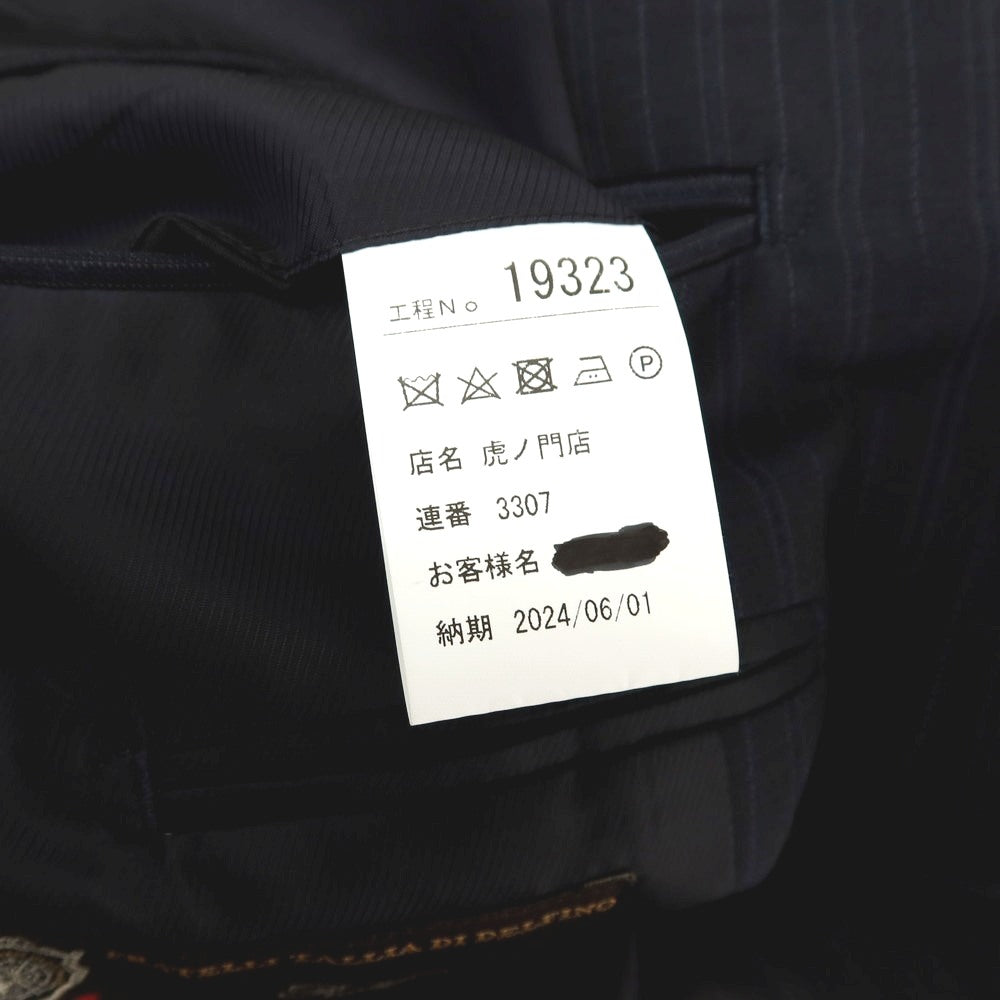 工程No 19323
P
店名 虎ノ門店
連番 3307
お客様名
納期 2024/06/01
FRATELLI TALLIA DI DELFINO